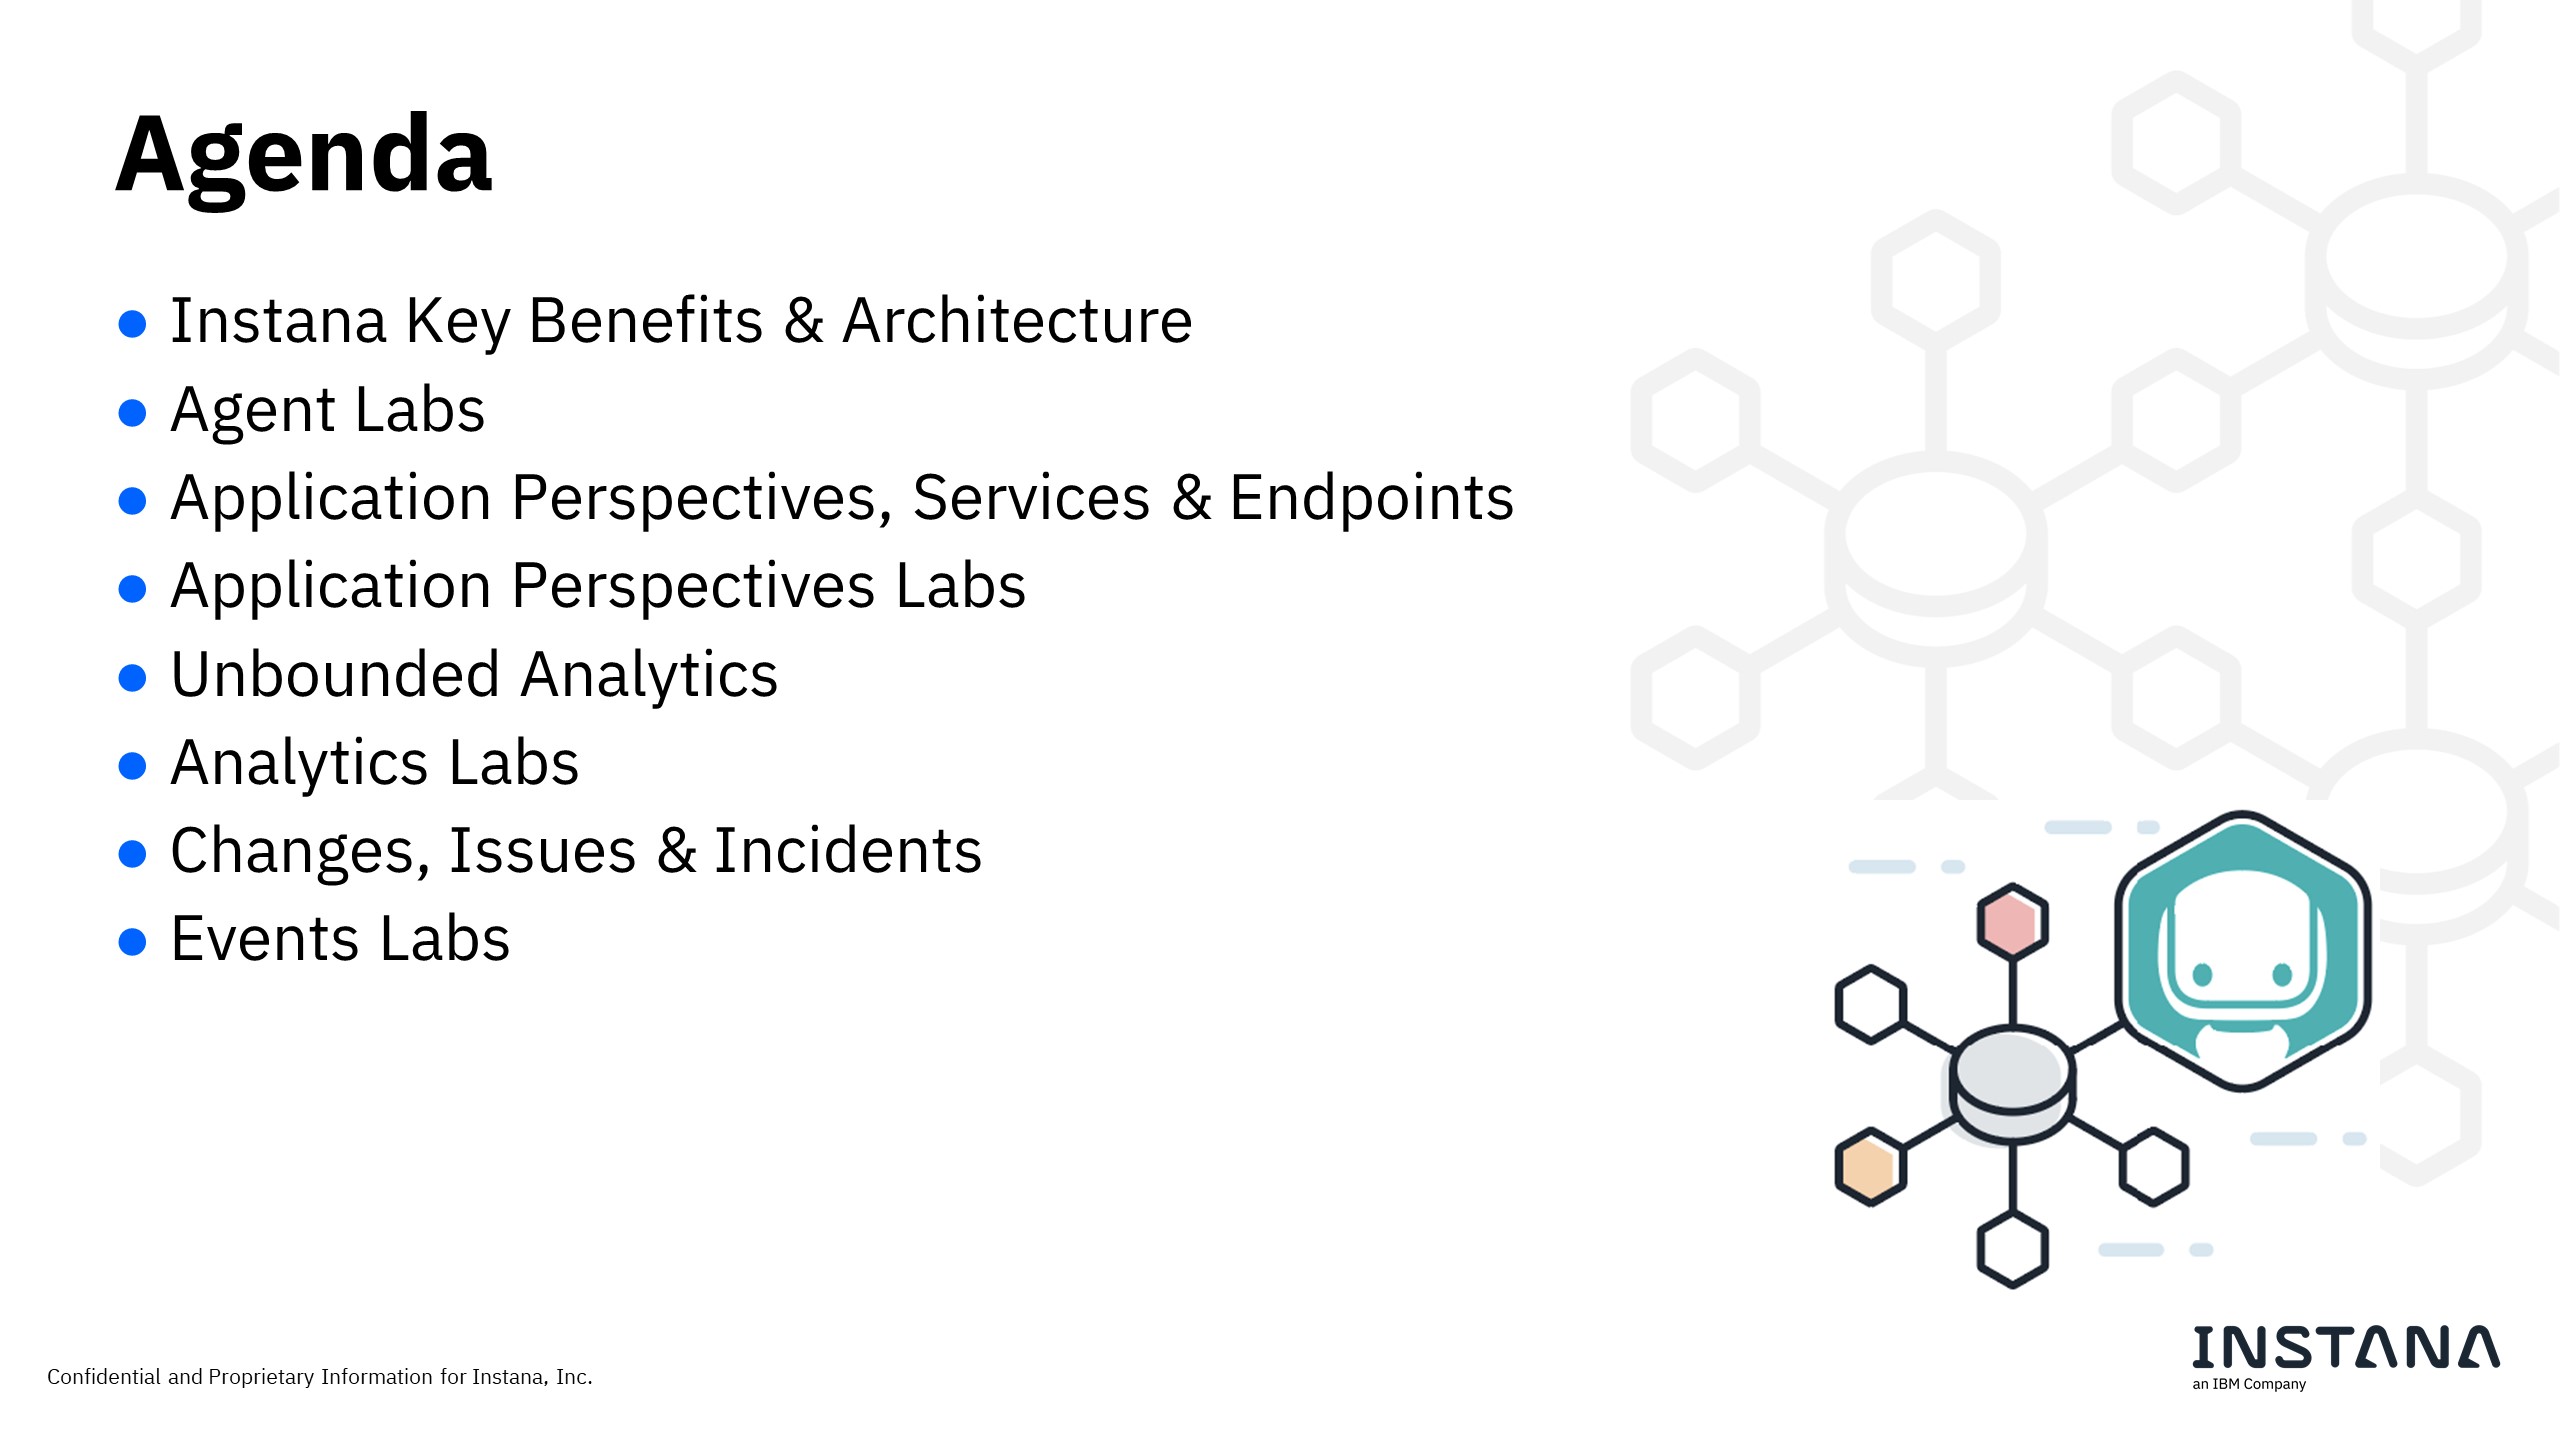 Agenda
● Instana Key Benefits & Architecture
● Agent Labs
● Application Perspectives, Services & Endpoints
● Application Perspectives Labs
● Unbounded Analytics
● Analytics Labs
● Changes, Issues & Incidents
● Events Labs
Confidential and Proprietary Information for Instana, Inc.
INSTANA
an IBM Company